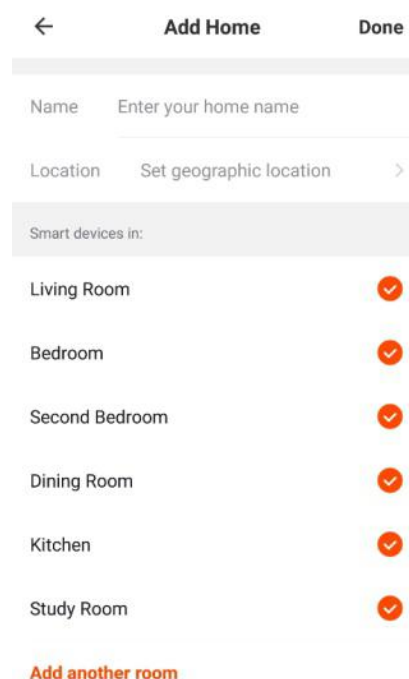 Add Home Done
Name Enter your home name
Location Set geographic location
Smart devices in:
Living Room
Bedroom
Second Bedroom
Dining Room
Kitchen
Study Room
Add another room